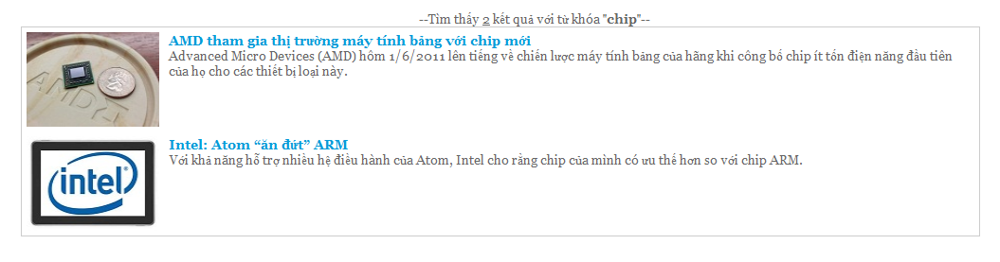 --Tìm thấy 2 kết quả với từ khóa "chip"--
AMD tham gia thị trường máy tính bảng với chip mới
Advanced Micro Devices (AMD) hôm 1/6/2011 lên tiếng về chiến lược máy tính bảng của hãng khi công bố chip ít tốn điện năng đầu tiên
của họ cho các thiết bị loại này.
AMD
Intel: Atom “ăn đứt” ARM
Với khả năng hỗ trợ nhiều hệ điều hành của Atom, Intel cho rằng chip của mình có ưu thế hơn so với chip ARM.
intel